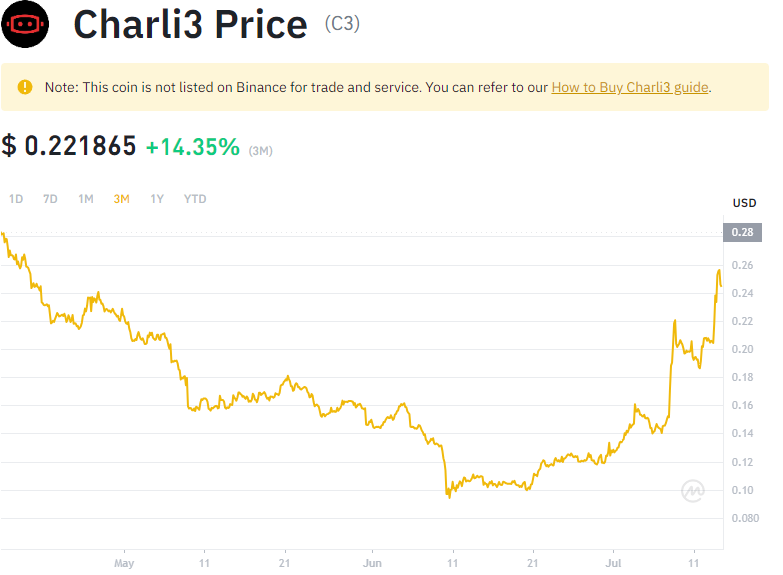 Charli3 Price (C3)
Note: This coin is not listed on Binance for trade and service. You can refer to our How to Buy Charli3 guide.
$ 0.221865 +14.35% (3M)
1D 7D 1M 3M 1Y YTD
USD
0.28
0.26
0.24
0.22
0.20
0.18
0.16
0.14
0.12
0.10
0.080
May 11 21 Jun 11 21 Jul 11